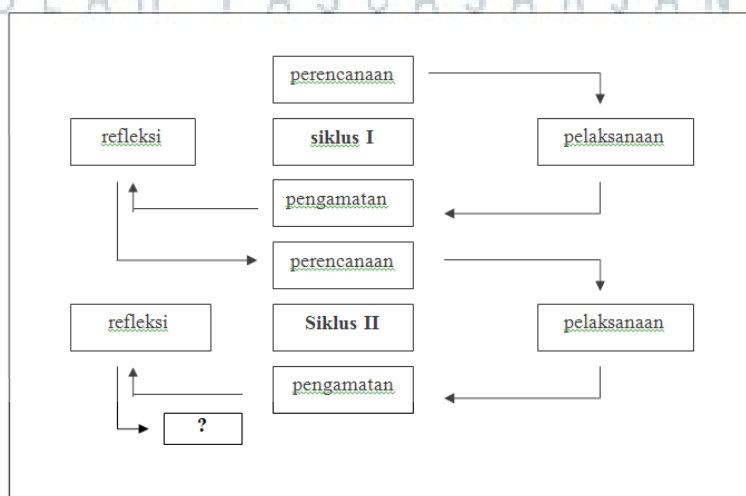 perencanaan
refleksi siklus I pelaksanaan
pengamatan
perencanaan
refleksi Siklus II pelaksanaan
pengamatan
?